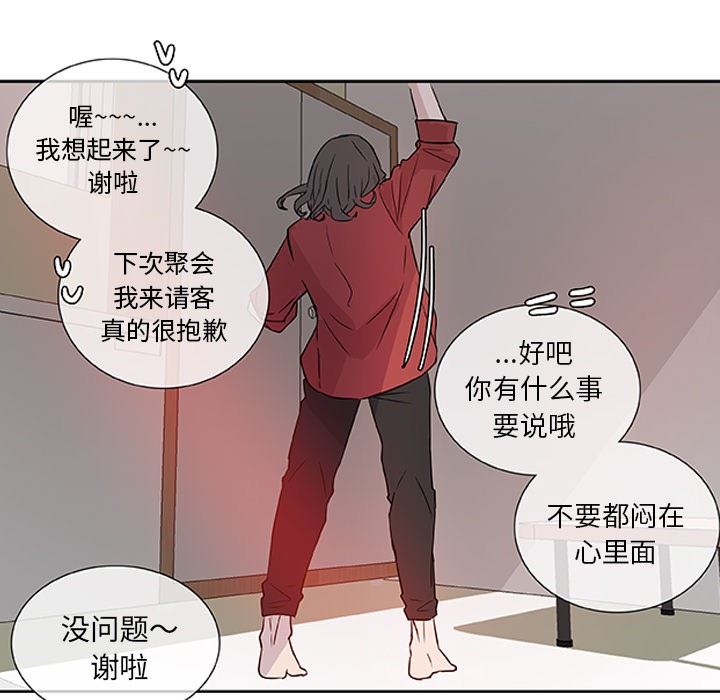 喔~~~...
我想起来了~~
谢啦
下次聚会
我来请客
真的很抱歉
...好吧
你有什么事
要说哦
不要都闷在
心里面
没问题～
谢啦